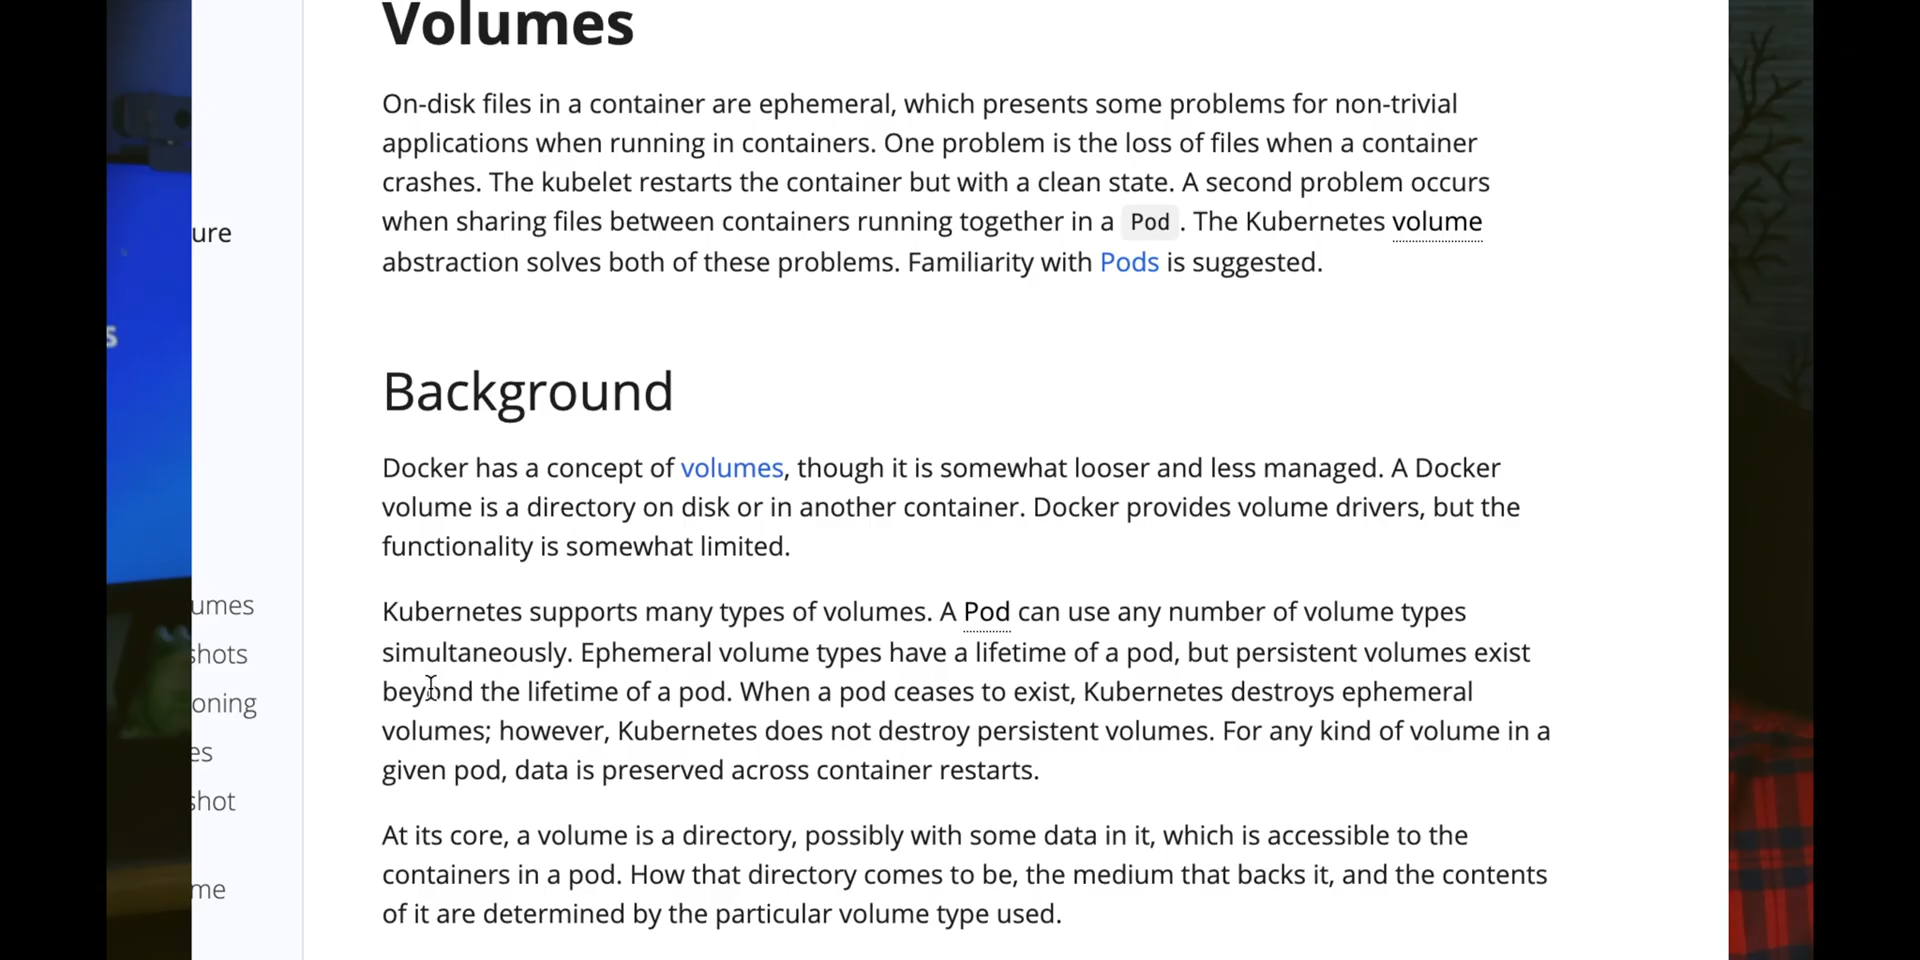 Volumes
On-disk files in a container are ephemeral, which presents some problems for non-trivial
applications when running in containers. One problem is the loss of files when a container
crashes. The kubelet restarts the container but with a clean state. A second problem occurs
when sharing files between containers running together in a Pod. The Kubernetes volume
abstraction solves both of these problems. Familiarity with Pods is suggested.
Background
Docker has a concept of volumes, though it is somewhat looser and less managed. A Docker
volume is a directory on disk or in another container. Docker provides volume drivers, but the
functionality is somewhat limited.
Kubernetes supports many types of volumes. A Pod can use any number of volume types
simultaneously. Ephemeral volume types have a lifetime of a pod, but persistent volumes exist
beyond the lifetime of a pod. When a pod ceases to exist, Kubernetes destroys ephemeral
volumes; however, Kubernetes does not destroy persistent volumes. For any kind of volume in a
given pod, data is preserved across container restarts.
At its core, a volume is a directory, possibly with some data in it, which is accessible to the
containers in a pod. How that directory comes to be, the medium that backs it, and the contents
of it are determined by the particular volume type used.
ure
s
umes
shots
oning
es
shot
me